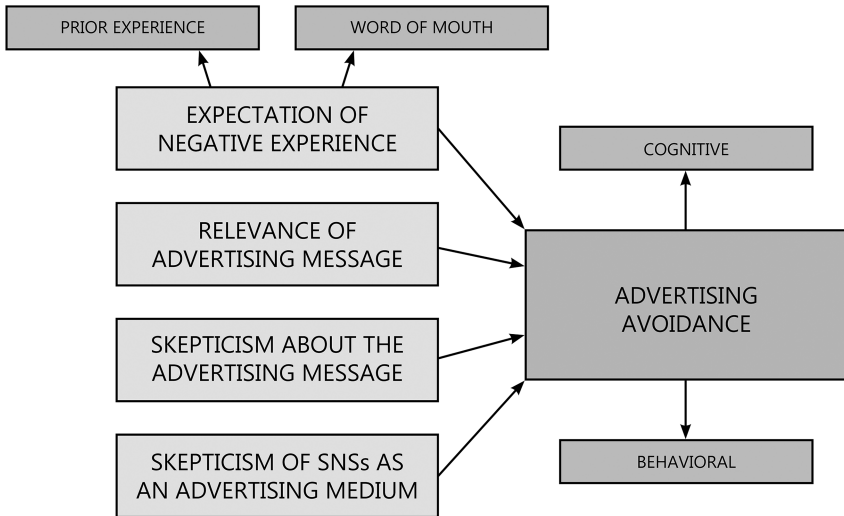 PRIOR EXPERIENCE
WORD OF MOUTH
EXPECTATION OF
NEGATIVE EXPERIENCE
COGNITIVE
RELEVANCE OF
ADVERTISING MESSAGE
ADVERTISING
AVOIDANCE
SKEPTICISM ABOUT THE
ADVERTISING MESSAGE
SKEPTICISM OF SNSs AS
AN ADVERTISING MEDIUM
BEHAVIORAL